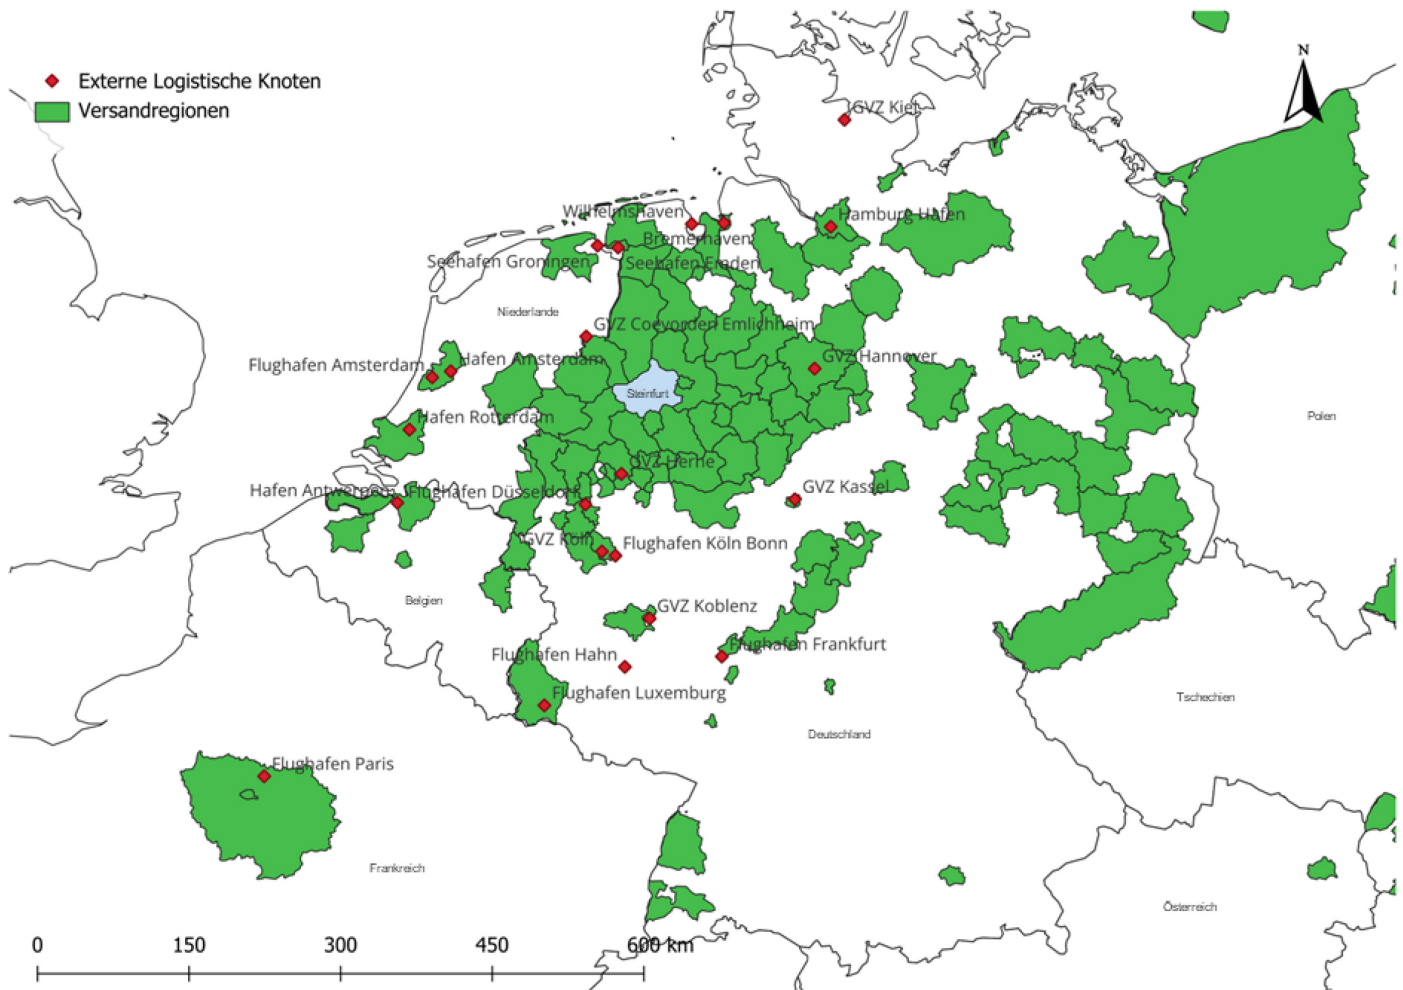 N
Externe Logistische Knoten
Versandregionen
GVZ Kiel
Wilhelmshaven
Hamburg Hafen
Bremerhaven
Seehafen Groningen
Seehafen Emden
Niederlande
GVZ Coevorden Emlichheim
GVZ Hannover
Flughafen Amsterdam
Hafen Amsterdam
Steinfurt
Hafen Rotterdam
Polen
GVZ Herne
Hafen Antwerpen
Flughafen Düsseldorf
GVZ Kassel
GVZ Köln
Flughafen Köln Bonn
Belgien
GVZ Koblenz
Flughafen Frankfurt
Flughafen Hahn
Flughafen Luxemburg
Tschechien
Deutschland
Flughafen Paris
Frankreich
Österreich
0 150 300 450 600 km